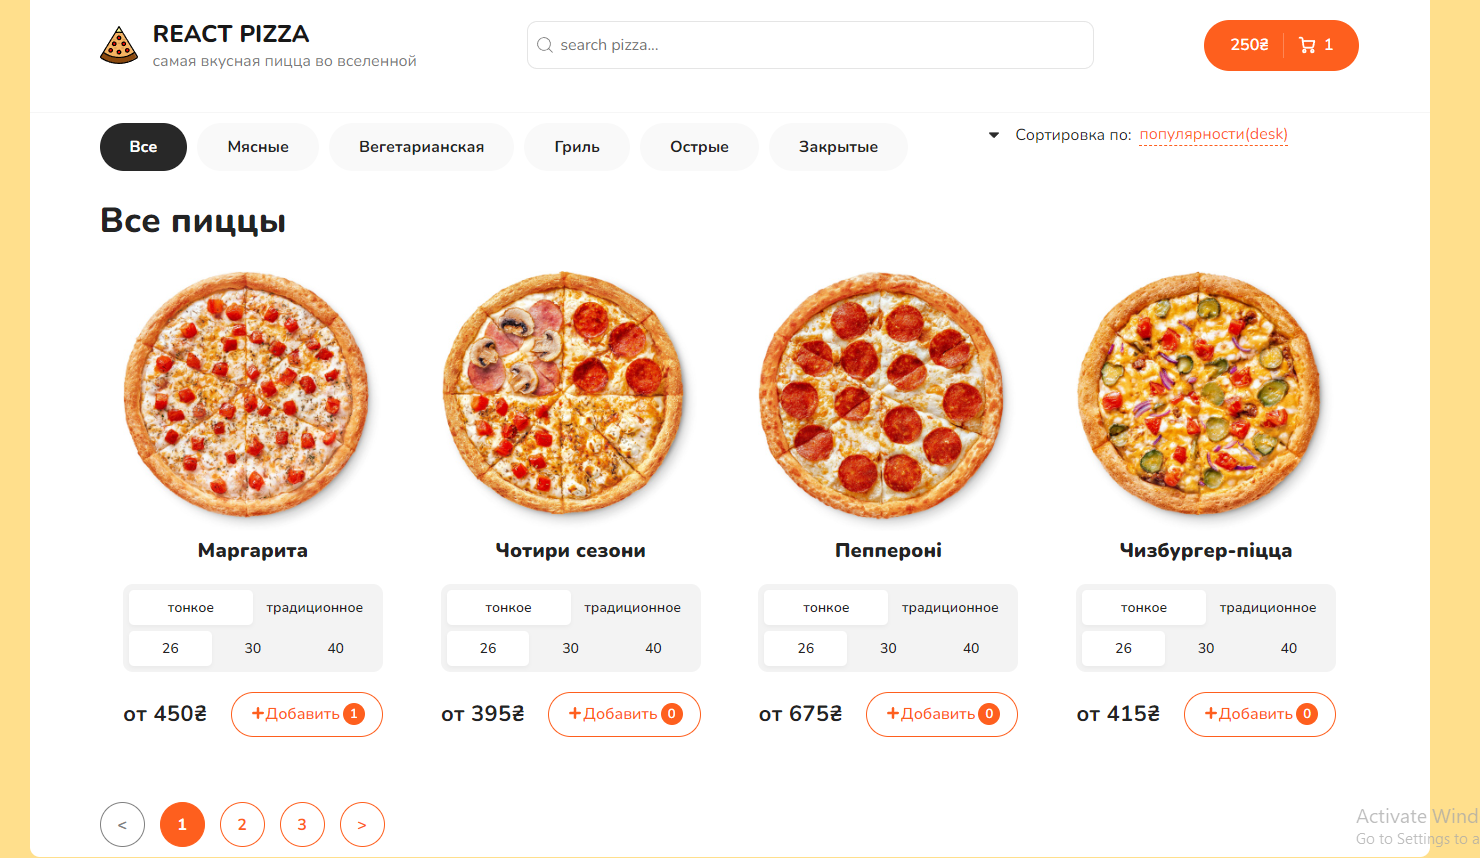 REACT PIZZA
самая вкусная пицца во вселенной
search pizza...
250₴ 1
Все Мясные Вегетарианская Гриль Острые Закрытые
Сортировка по: популярности(desk)
Все пиццы
Маргарита Чотири сезони Пепперонi Чизбургер-пiцца
тонкое традиционное тонкое традиционное тонкое традиционное тонкое традиционное
26 30 40 26 30 40 26 30 40 26 30 40
от 450₴ +Добавить 1 от 395₴ +Добавить 0 от 675₴ +Добавить 0 от 415₴ +Добавить 0
< 1 2 3 >
Activate Wind
Go to Settings to a